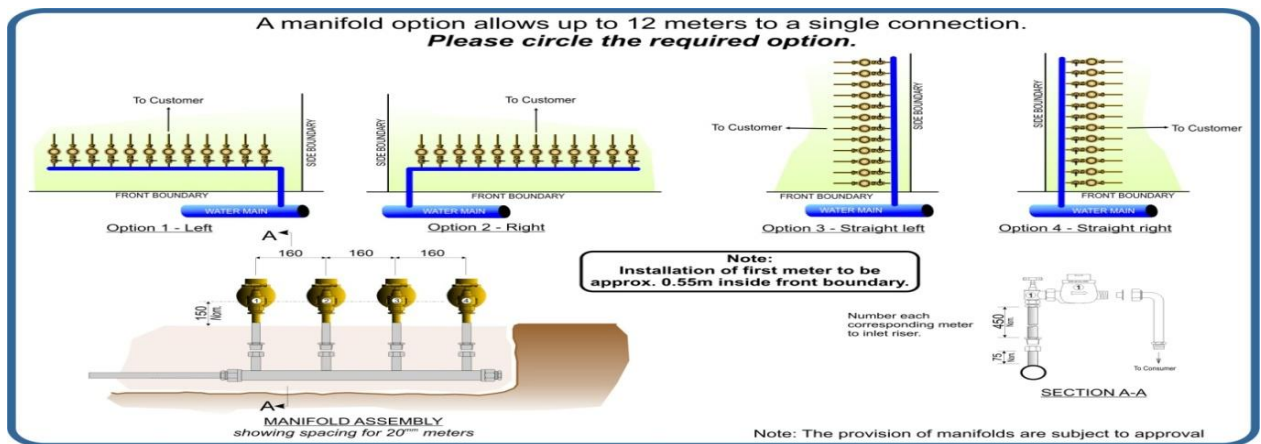 A manifold option allows up to 12 meters to a single connection.
Please circle the required option.
To Customer
SIDE BOUNDARY
FRONT BOUNDARY
WATER MAIN
Option 1 - Left
To Customer
SIDE BOUNDARY
FRONT BOUNDARY
WATER MAIN
Option 2 - Right
To Customer
SIDE BOUNDARY
FRONT BOUNDARY
WATER MAIN
Option 3 - Straight left
To Customer
SIDE BOUNDARY
FRONT BOUNDARY
WATER MAIN
Option 4 - Straight right
A
160
160
160
150
Nom.
1
2
3
4
A
MANIFOLD ASSEMBLY
showing spacing for 20mm meters
Note:
Installation of first meter to be
approx. 0.55m inside front boundary.
Number each
corresponding meter
to inlet riser.
1
1
450
Nom.
75
Nom.
To Consumer
SECTION A-A
Note: The provision of manifolds are subject to approval